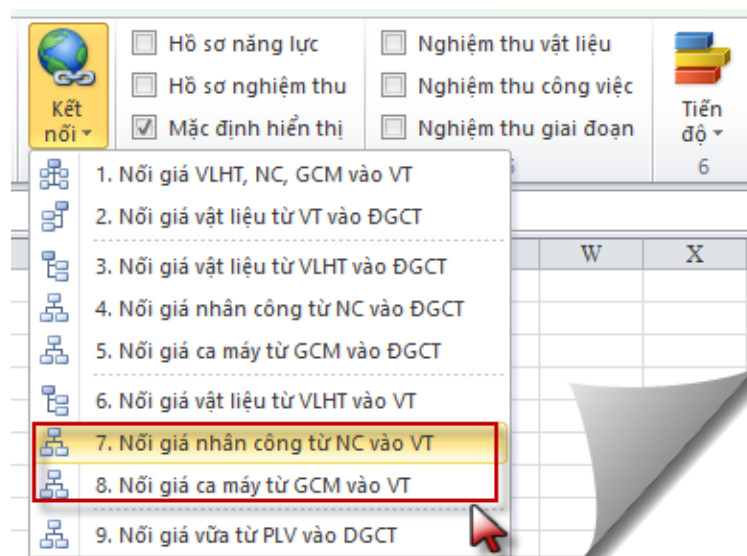 Kết nối
Hồ sơ năng lực
Hồ sơ nghiệm thu
Mặc định hiển thị
Nghiệm thu vật liệu
Nghiệm thu công việc
Nghiệm thu giai đoạn
Tiến độ
6
1. Nối giá VLHT, NC, GCM vào VT
2. Nối giá vật liệu từ VT vào ĐGCT
3. Nối giá vật liệu từ VLHT vào ĐGCT
4. Nối giá nhân công từ NC vào ĐGCT
5. Nối giá ca máy từ GCM vào ĐGCT
6. Nối giá vật liệu từ VLHT vào VT
7. Nối giá nhân công từ NC vào VT
8. Nối giá ca máy từ GCM vào VT
9. Nối giá vữa từ PLV vào DGCT
W
X